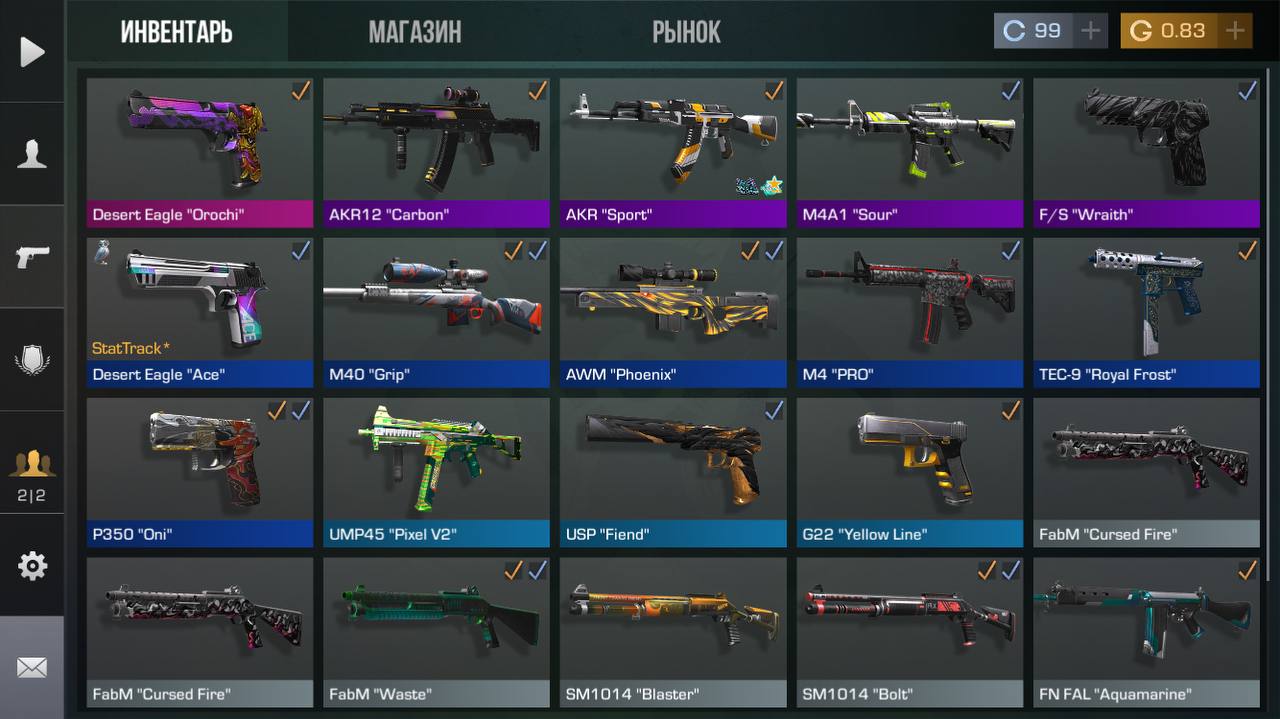 ИНВЕНТАРЬ
МАГАЗИН
РЫНОК
C 99 +
G 0.83 +
Desert Eagle "Orochi"
AKR12 "Carbon"
AKR "Sport"
M4A1 "Sour"
F/S "Wraith"
StatTrack*
Desert Eagle "Ace"
M40 "Grip"
AWM "Phoenix"
M4 "PRO"
TEC-9 "Royal Frost"
2|2
P350 "Oni"
UMP45 "Pixel V2"
USP "Fiend"
G22 "Yellow Line"
FabM "Cursed Fire"
FabM "Cursed Fire"
FabM "Waste"
SM1014 "Blaster"
SM1014 "Bolt"
FN FAL "Aquamarine"